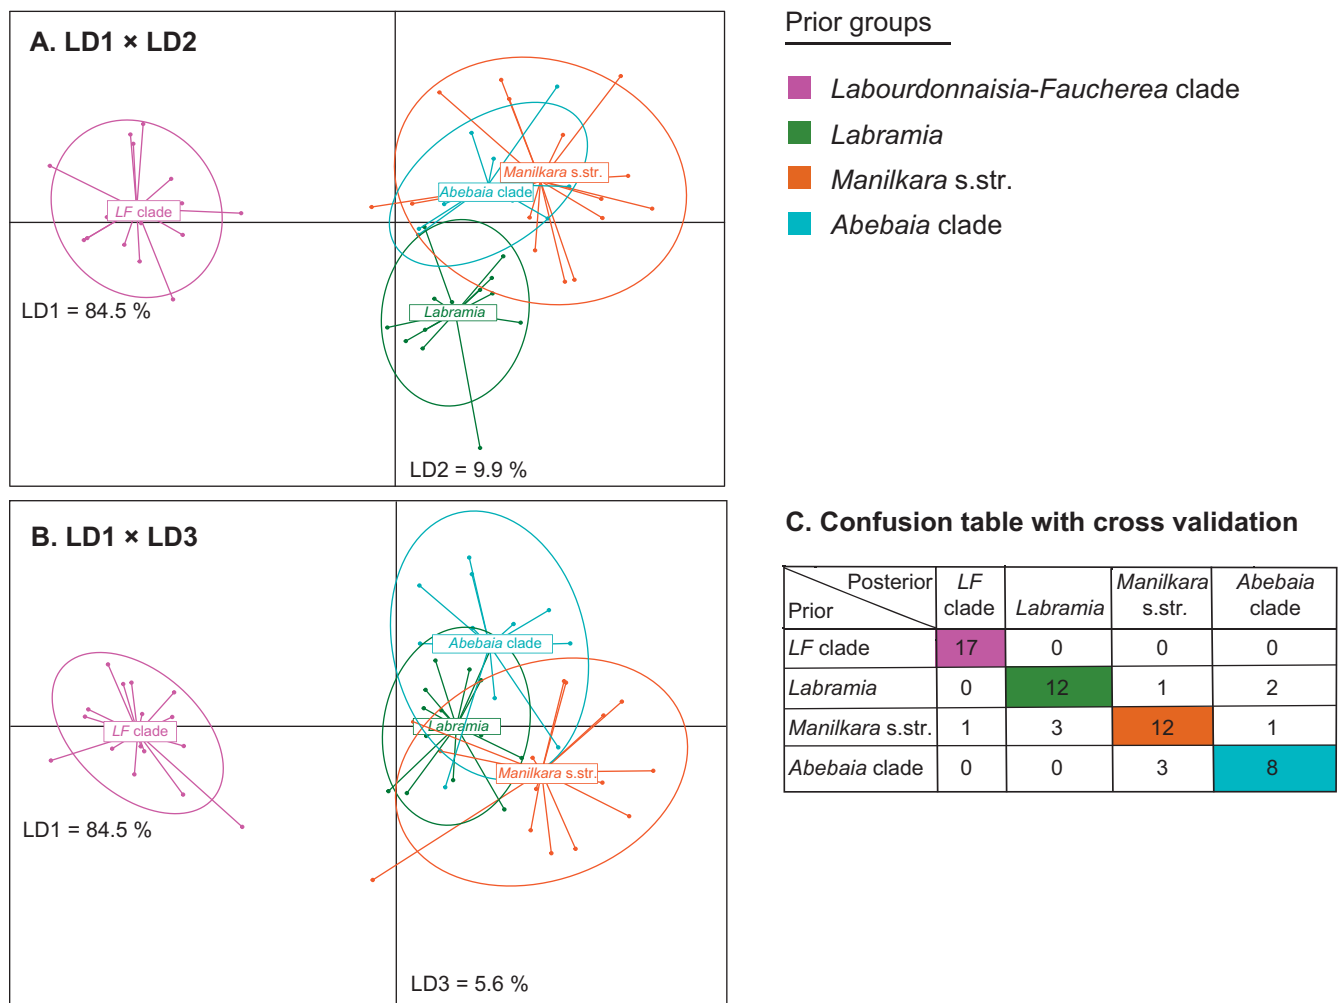 A. LD1 × LD2
LF clade
Manilkara s.str.
Abebaia clade
Labramia
LD1 = 84.5 %
LD2 = 9.9 %
Prior groups
Labourdonnaisia-Faucherea clade
Labramia
Manilkara s.str.
Abebaia clade
B. LD1 × LD3
Abebaia clade
LF clade
Labramia
Manilkara s.str.
LD1 = 84.5 %
LD3 = 5.6 %
C. Confusion table with cross validation
Posterior LF Manilkara Abebaia
Prior clade Labramia s.str. clade
LF clade 17 0 0 0
Labramia 0 12 1 2
Manilkara s.str. 1 3 12 1
Abebaia clade 0 0 3 8